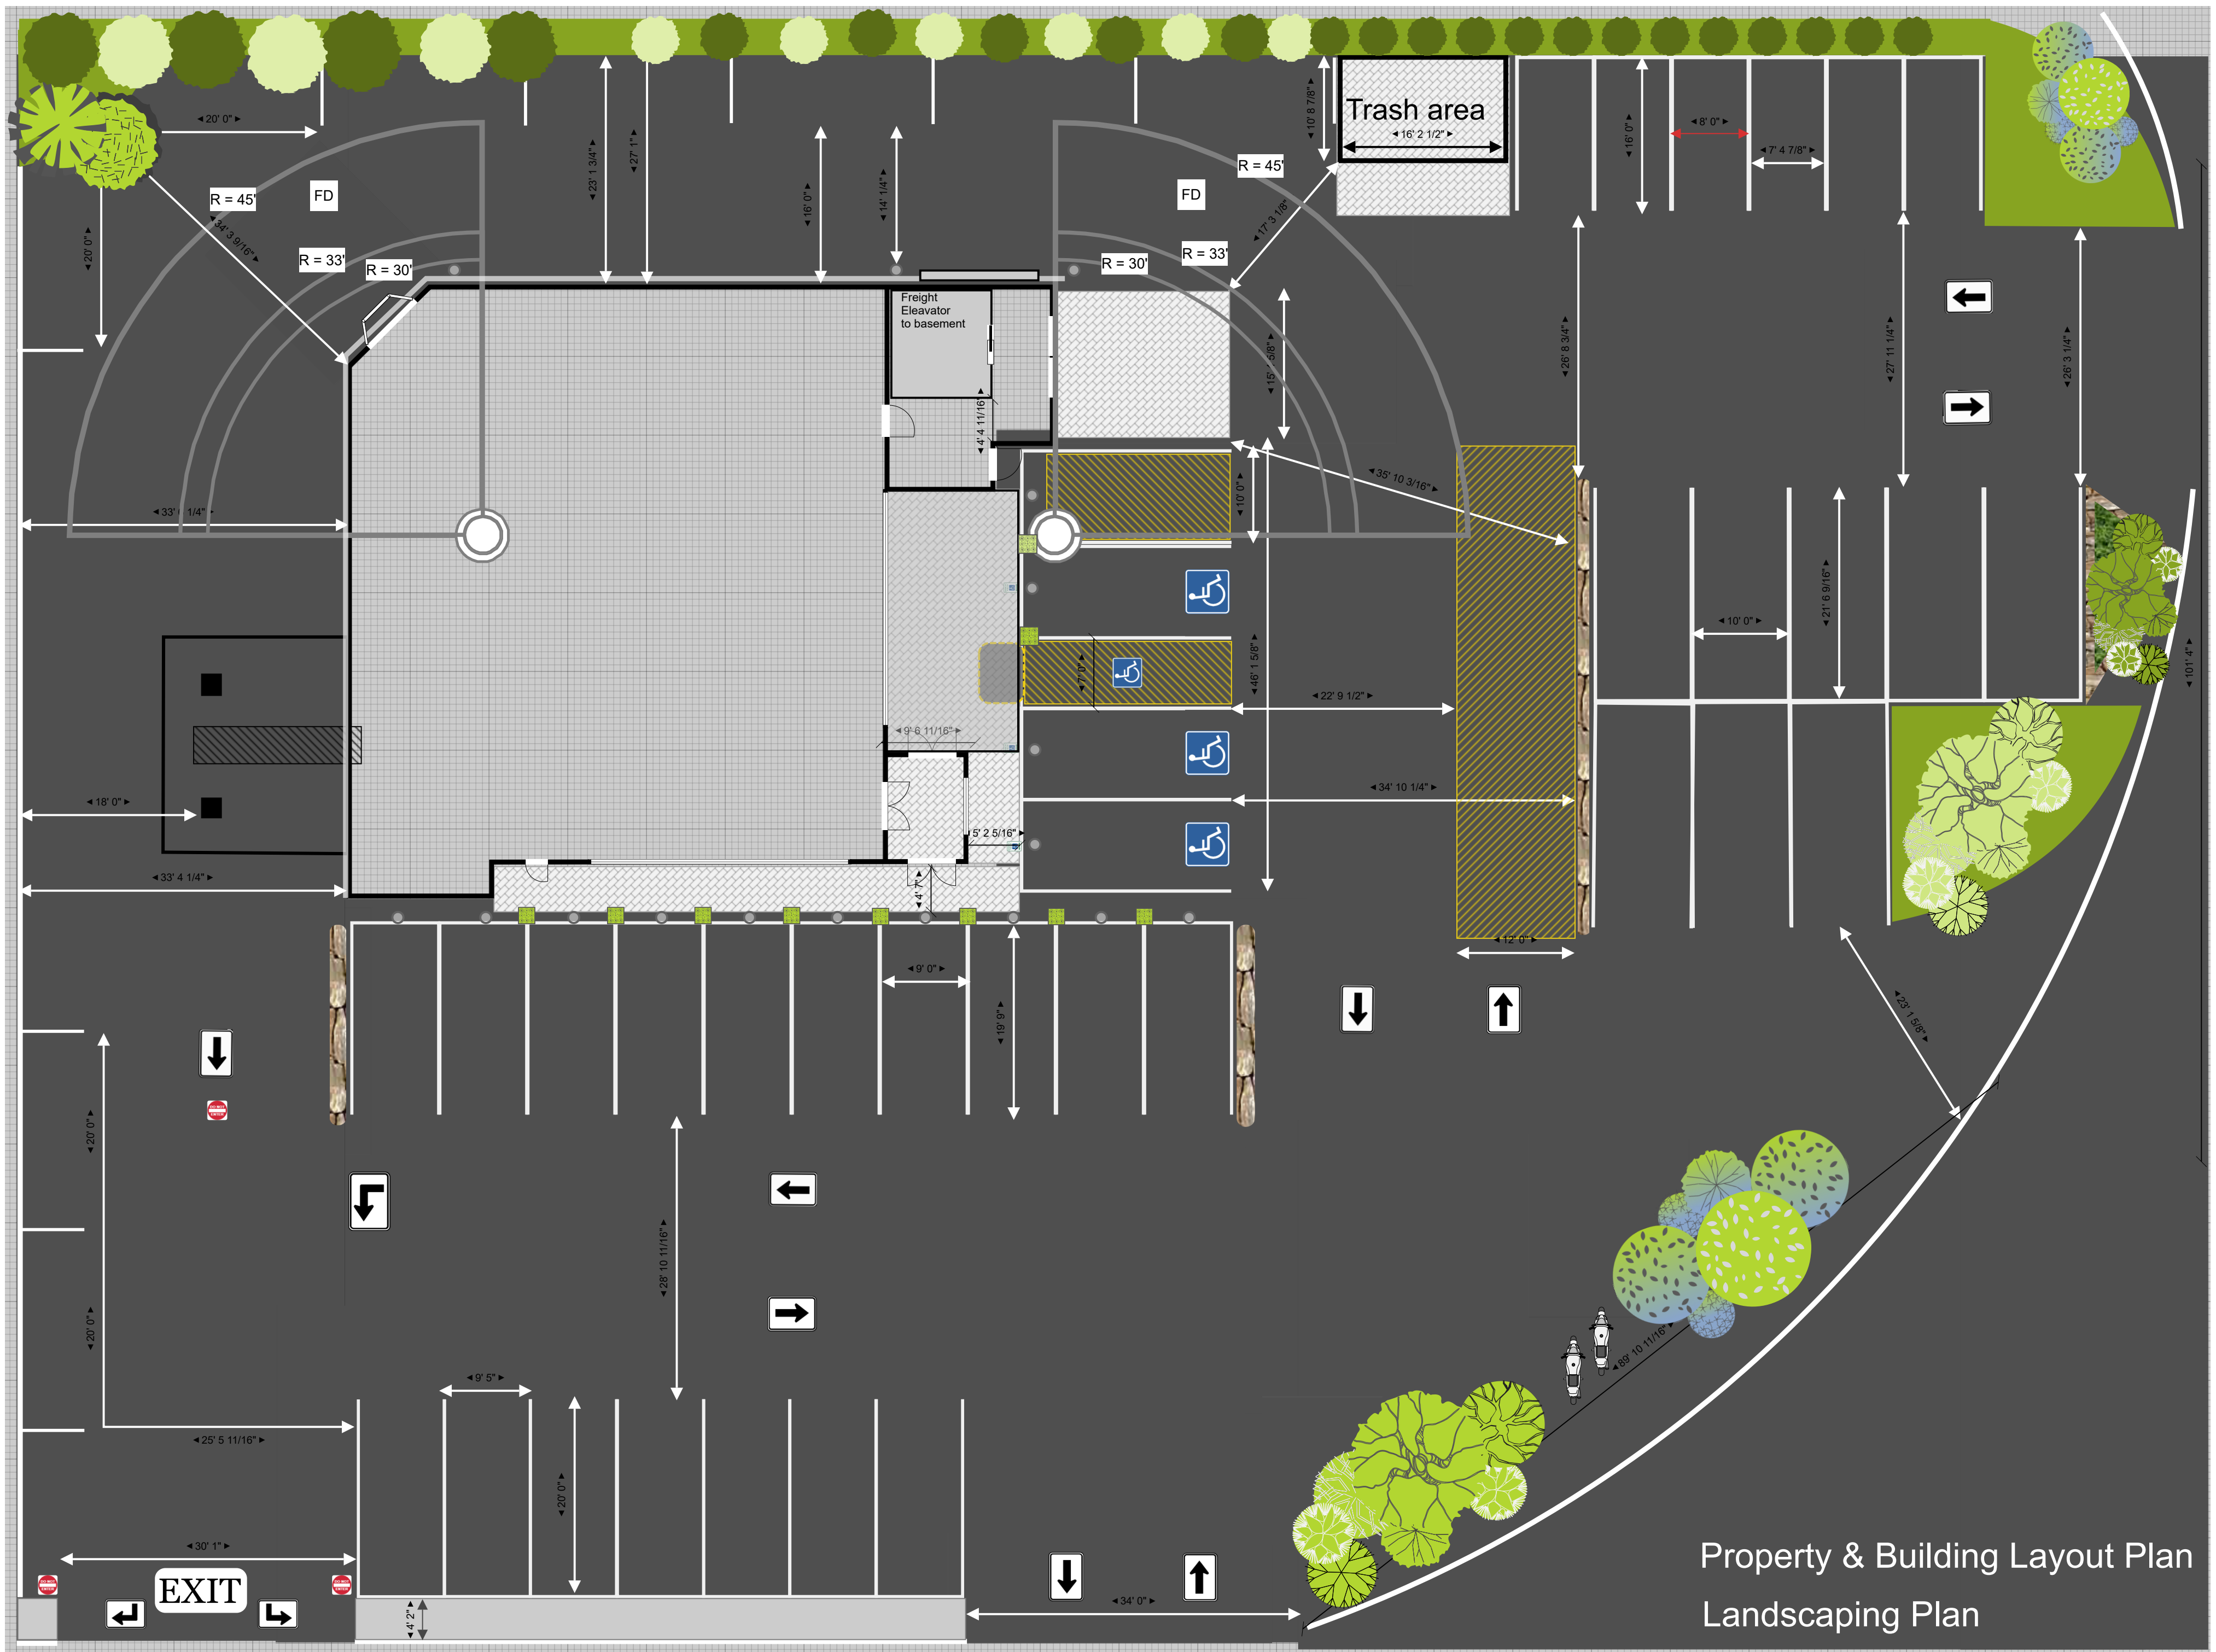 Trash area
16' 2 1/2"
10' 8 7/8"
20' 0"
23' 1 3/4"
27' 1"
16' 0"
8' 0"
7' 4 7/8"
R = 45'
FD
R = 45'
FD
16' 0"
14' 1/4"
34' 3 9/16"
17' 3 1/8"
20' 0"
R = 33'
R = 30'
R = 30'
R = 33'
Freight
Eleavator
to basement
26' 8 3/4"
27' 11 1/4"
26' 3 1/4"
4' 4 11/16"
35' 10 3/16"
10' 0"
21' 6 9/16"
10' 0"
7' 0"
46' 1 5/8"
101' 4"
22' 9 1/2"
9' 6 11/16"
34' 10 1/4"
18' 0"
5' 2 5/16"
33' 4 1/4"
4' 7"
12' 0"
9' 0"
19' 9"
23' 1 5/8"
20' 0"
28' 10 11/16"
20' 0"
89' 10 11/16"
9' 5"
25' 5 11/16"
20' 0"
30' 1"
EXIT
34' 0"
4' 2"
Property & Building Layout Plan
Landscaping Plan